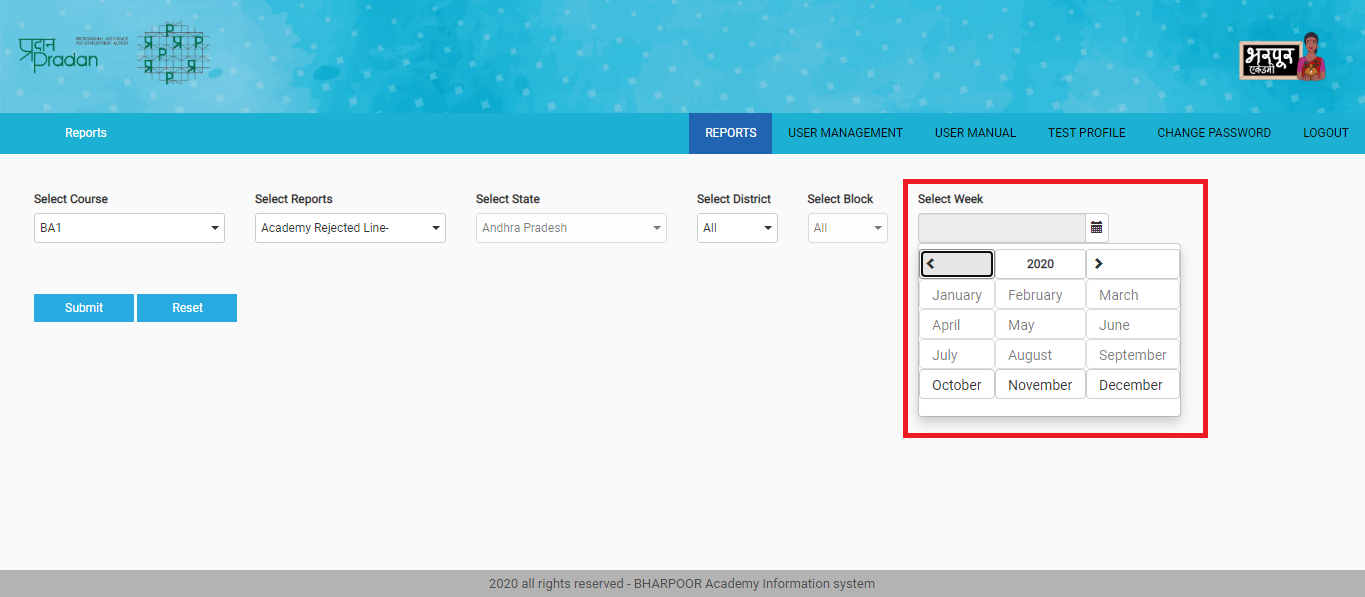 प्रदान
Pradan
PROFESSIONAL ASSISTANCE
FOR DEVELOPMENT ACTION
P
P
P
P
P
P
P
P
भरपूर
एकेडमी
Reports
REPORTS
USER MANAGEMENT
USER MANUAL
TEST PROFILE
CHANGE PASSWORD
LOGOUT
Select Course
Select Reports
Select State
Select District
Select Block
Select Week
BA1
Academy Rejected Line-
Andhra Pradesh
All
All
2020
January February March
April May June
July August September
October November December
Submit
Reset
2020 all rights reserved - BHARPOOR Academy Information system